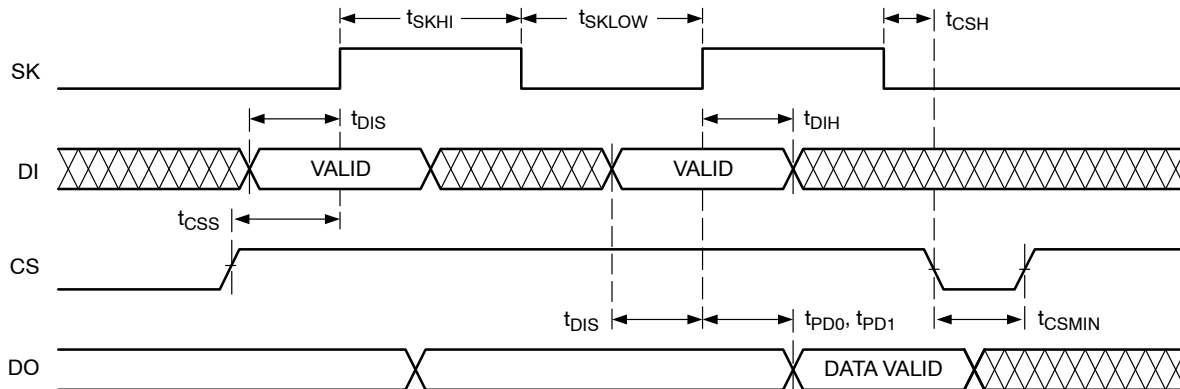 tSKHI tSKLOW tCSH
SK
tDIS tDIH
DI VALID VALID
tCSS
CS
tDIS tPD0, tPD1 tCSMIN
DO DATA VALID